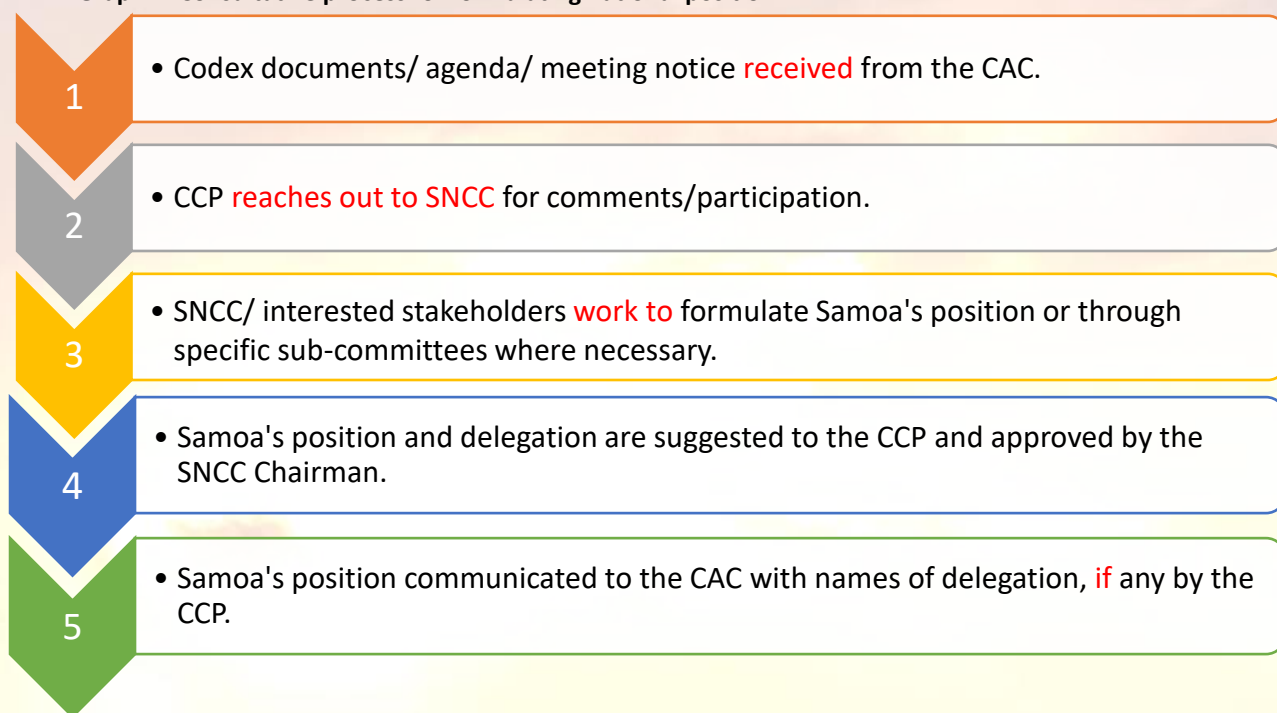 1
• Codex documents/ agenda/ meeting notice received from the CAC.
2
• CCP reaches out to SNCC for comments/participation.
3
• SNCC/ interested stakeholders work to formulate Samoa's position or through
specific sub-committees where necessary.
4
• Samoa's position and delegation are suggested to the CCP and approved by the
SNCC Chairman.
5
• Samoa's position communicated to the CAC with names of delegation, if any by the
CCP.